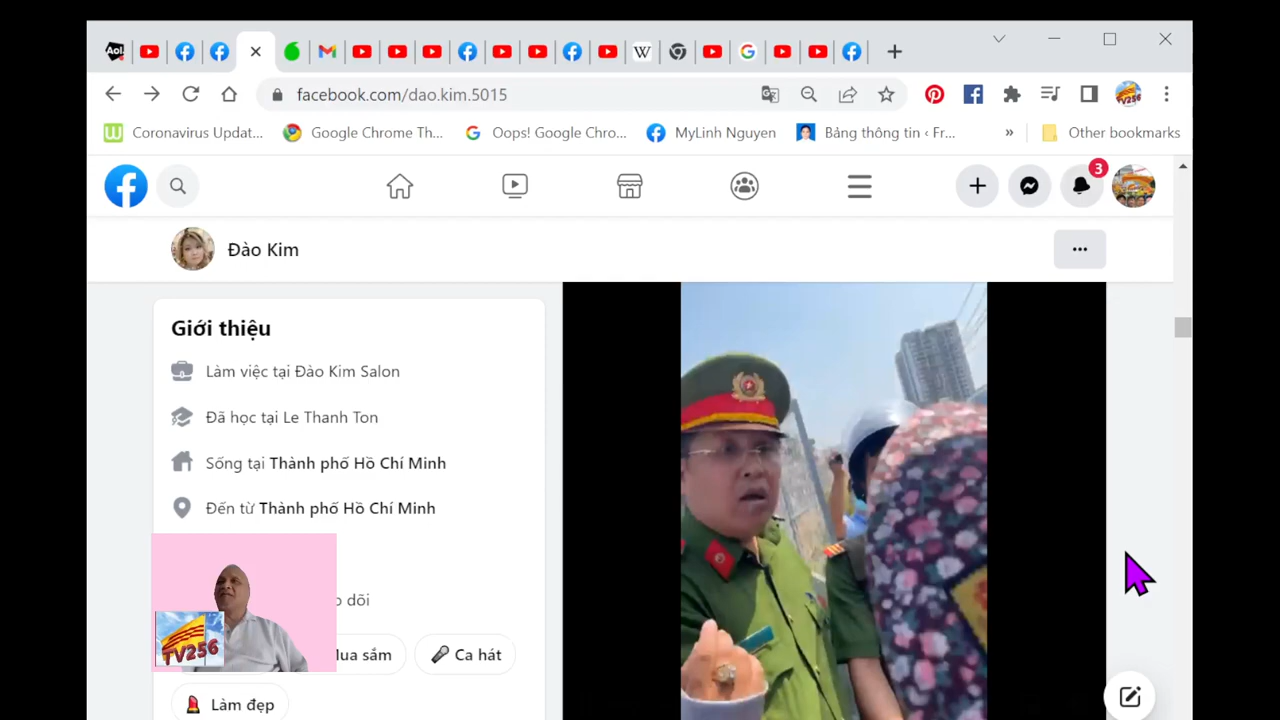 Aol.
facebook.com/dao.kim.5015
Coronavirus Updat...
Google Chrome Th...
Oops! Google Chro...
MyLinh Nguyen
Bảng thông tin ‹ Fr...
»
Other bookmarks
3
Đào Kim
Giới thiệu
Làm việc tại Đào Kim Salon
Đã học tại Le Thanh Ton
Sống tại Thành phố Hồ Chí Minh
Đến từ Thành phố Hồ Chí Minh
dõi
TV256
sắm
Ca hát
Làm đẹp